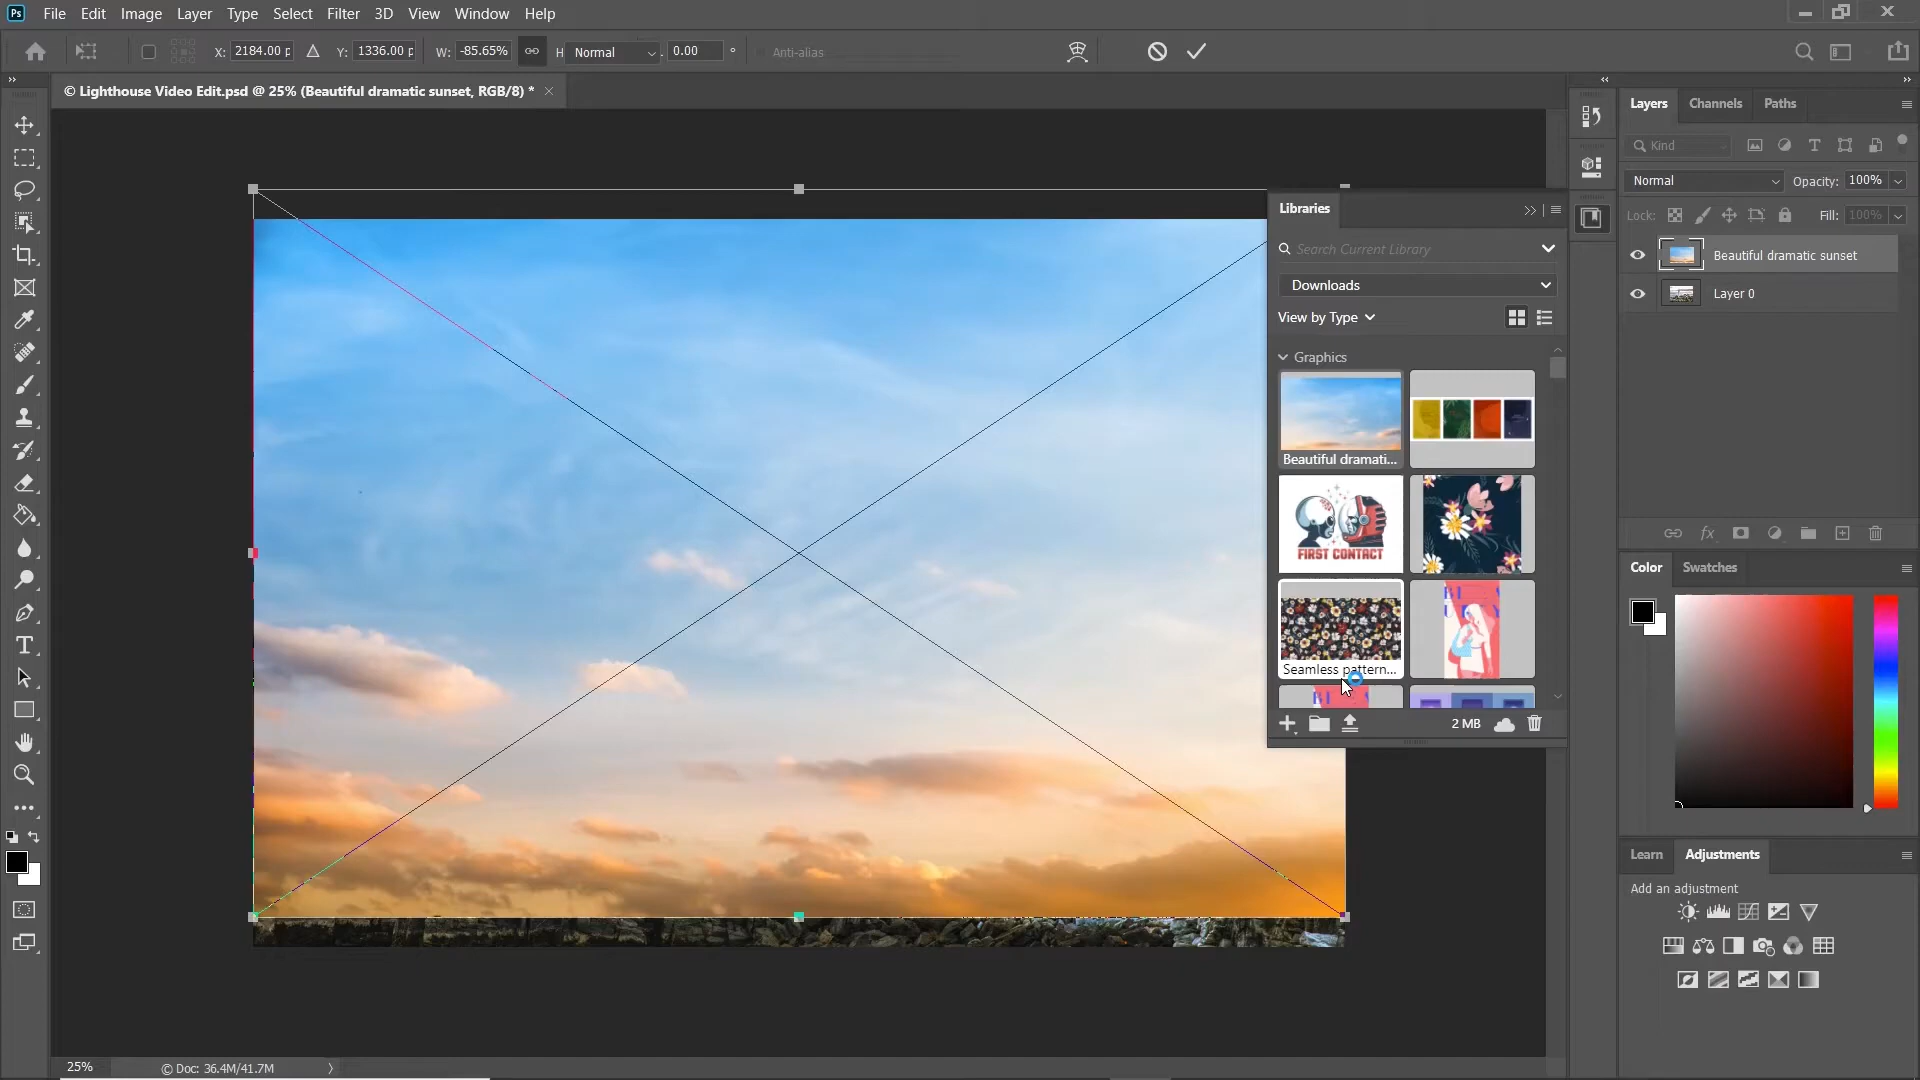 Ps File Edit Image Layer Type Select Filter 3D View Window Help
X: 2184.00 p Y: 1336.00 p W: -85.65% H Normal 0.00 ° Anti-alias
© Lighthouse Video Edit.psd @ 25% (Beautiful dramatic sunset, RGB/8) * ×
Layers Channels Paths
Kind
Normal Opacity: 100%
Lock: Fill: 100%
Beautiful dramatic sunset
Layer 0
Libraries
Search Current Library
Downloads
View by Type
Graphics
Beautiful dramati...
FIRST CONTACT
Seamless pattern...
2 MB
Color Swatches
Learn Adjustments
Add an adjustment
25% © Doc: 36.4M/41.7M